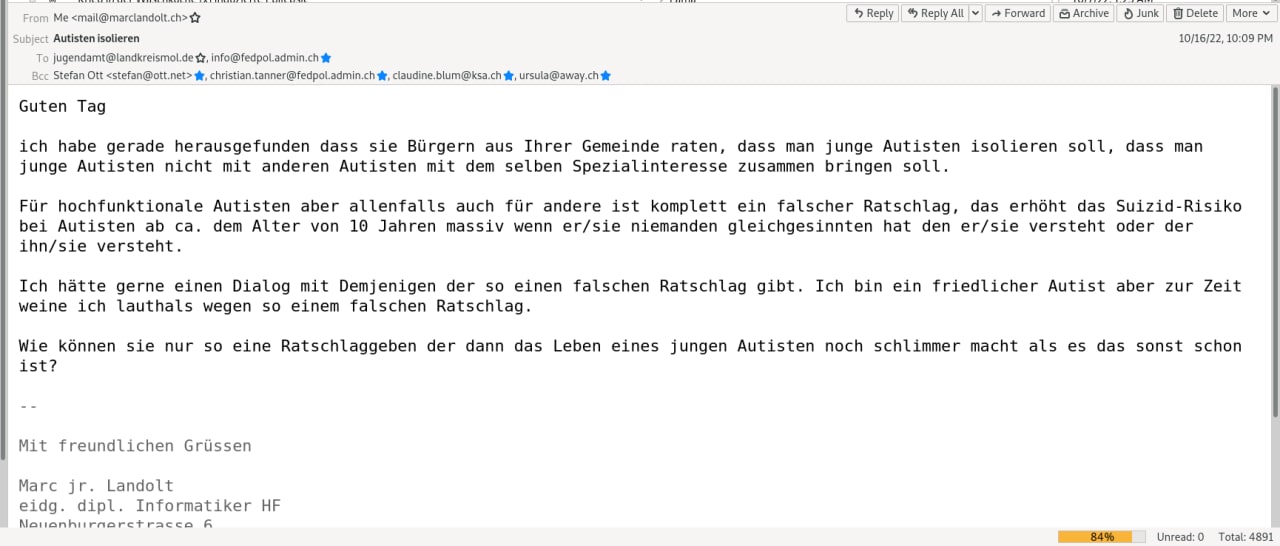 From Me <mail@marclandolt.ch>
Reply Reply All Forward Archive Junk Delete More
Subject Autisten isolieren
10/16/22, 10:09 PM
To jugendamt@landkreismol.de, info@fedpol.admin.ch
Bcc Stefan Ott <stefan@ott.net>, christian.tanner@fedpol.admin.ch, claudine.blum@ksa.ch, ursula@away.ch
Guten Tag
ich habe gerade herausgefunden dass sie Bürgern aus Ihrer Gemeinde raten, dass man junge Autisten isolieren soll, dass man
junge Autisten nicht mit anderen Autisten mit dem selben Spezialinteresse zusammen bringen soll.
Für hochfunktionale Autisten aber allenfalls auch für andere ist komplett ein falscher Ratschlag, das erhöht das Suizid-Risiko
bei Autisten ab ca. dem Alter von 10 Jahren massiv wenn er/sie niemanden gleichgesinnten hat den er/sie versteht oder der
ihn/sie versteht.
Ich hätte gerne einen Dialog mit Demjenigen der so einen falschen Ratschlag gibt. Ich bin ein friedlicher Autist aber zur Zeit
weine ich lauthals wegen so einem falschen Ratschlag.
Wie können sie nur so eine Ratschlaggeben der dann das Leben eines jungen Autisten noch schlimmer macht als es das sonst schon
ist?
--
Mit freundlichen Grüssen
Marc jr. Landolt
eidg. dipl. Informatiker HF
Neuenburgerstrasse 6
84% Unread: 0 Total: 4891